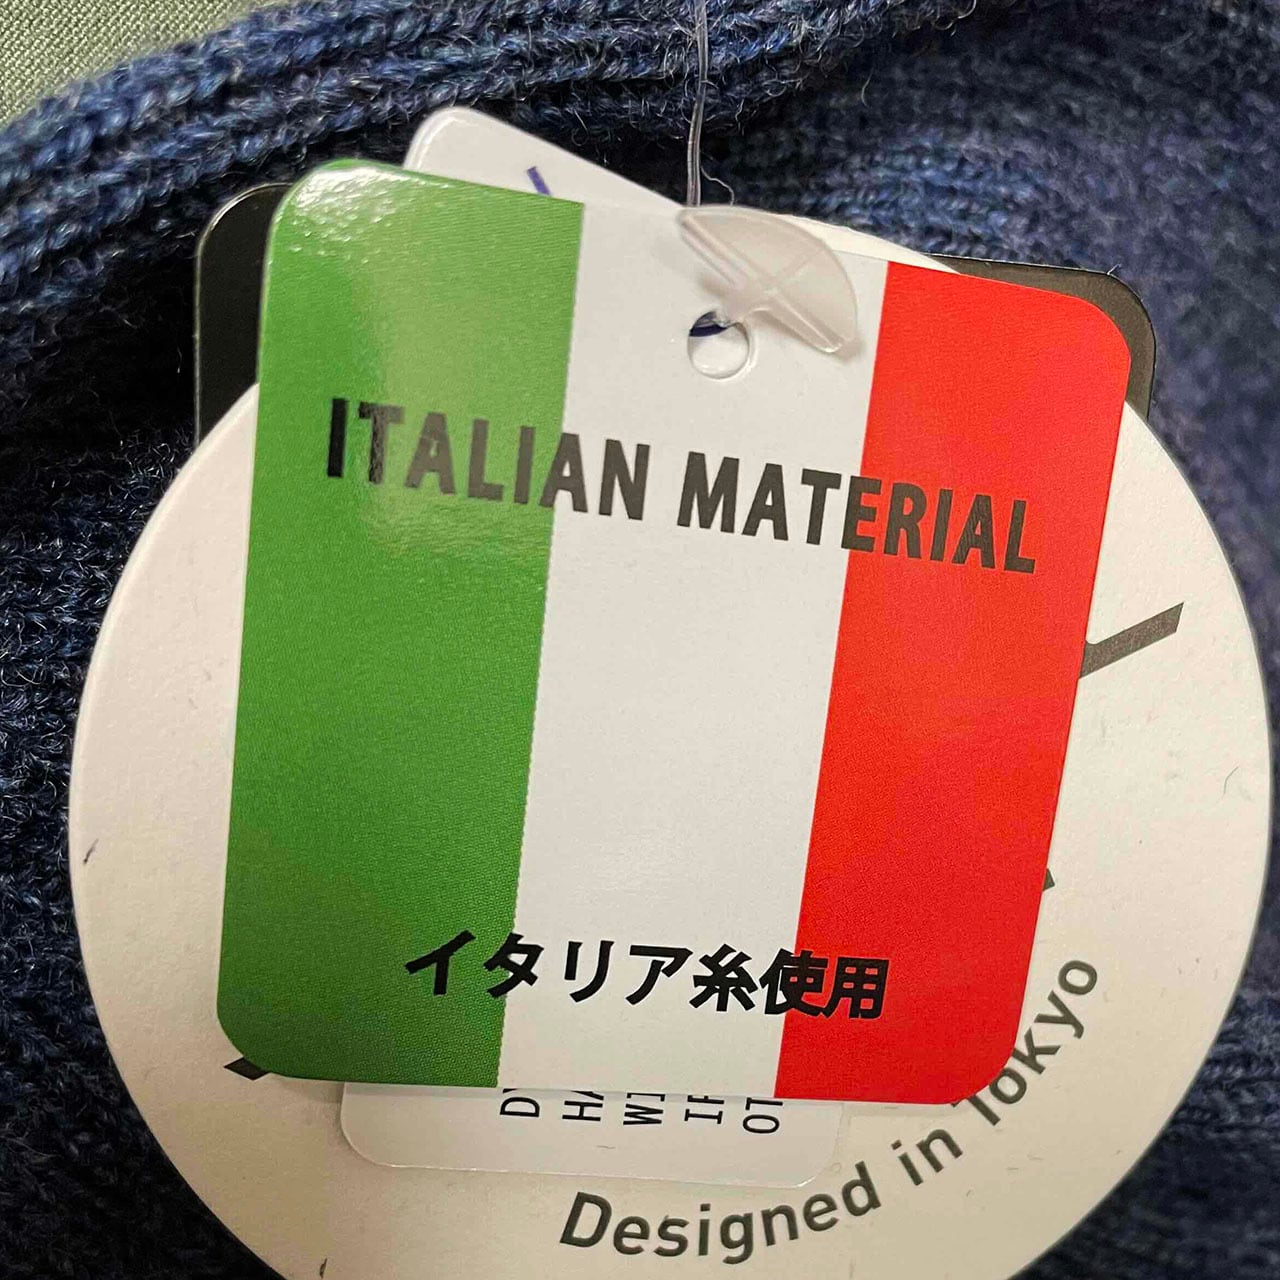 ITALIAN MATERIAL
イタリア糸使用
Designed in Tokyo